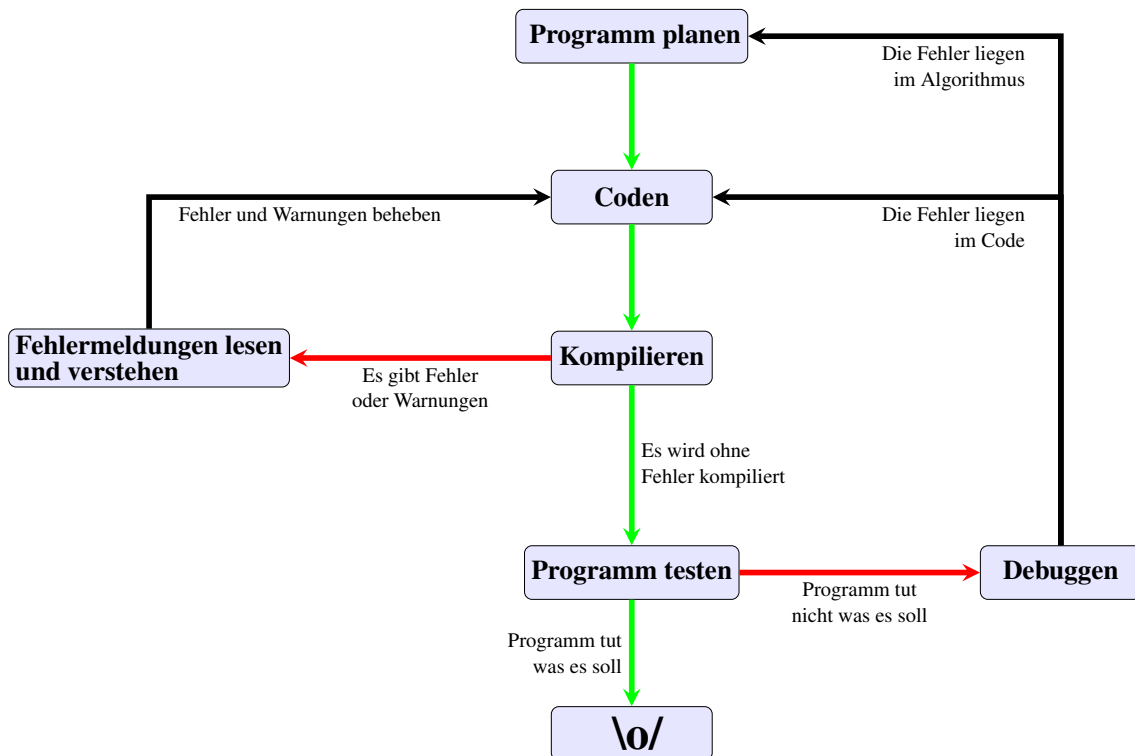 Programm planen
Die Fehler liegen
im Algorithmus
Coden
Fehler und Warnungen beheben
Die Fehler liegen
im Code
Fehlermeldungen lesen
und verstehen
Kompilieren
Es gibt Fehler
oder Warnungen
Es wird ohne
Fehler kompiliert
Programm testen
Debuggen
Programm tut
nicht was es soll
Programm tut
was es soll
\o/